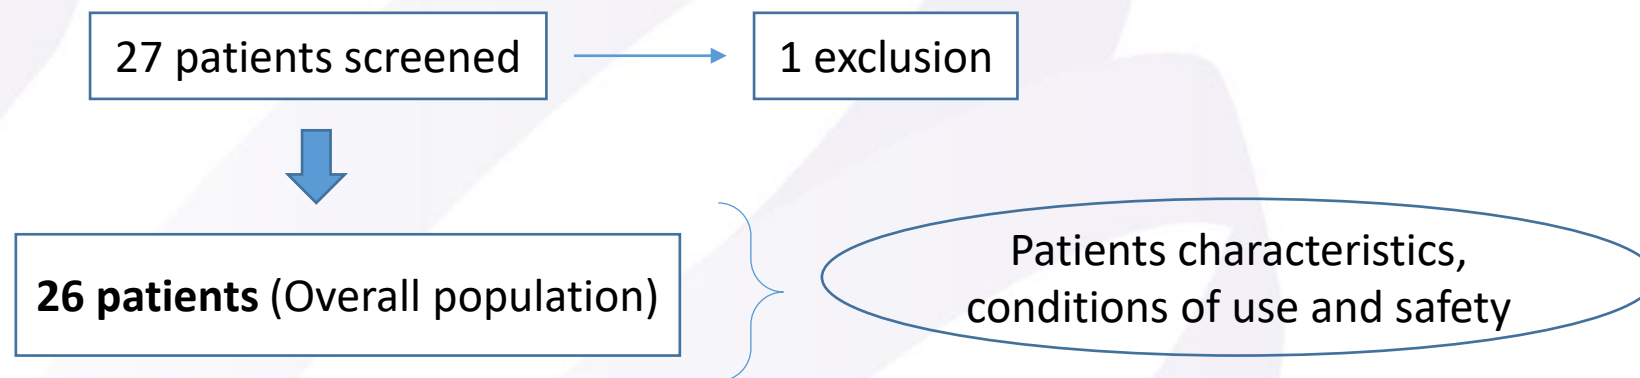 27 patients screened
1 exclusion
26 patients (Overall population)
Patients characteristics,
conditions of use and safety